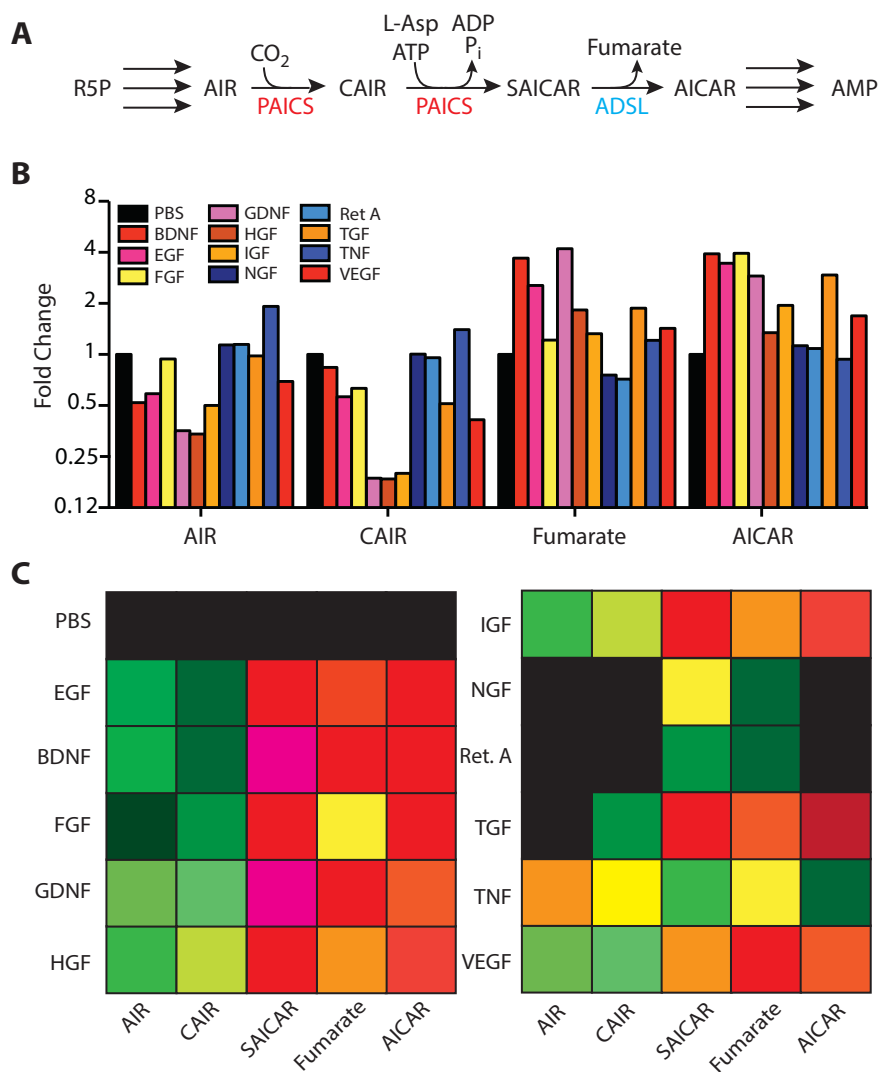 A
L-Asp ADP
CO2 ATP Pi Fumarate
R5P AIR CAIR SAICAR AICAR AMP
PAICS PAICS ADSL
B
Fold Change
8
4
2
1
0.5
0.25
0.12
PBS GDNF Ret A
BDNF HGF TGF
EGF IGF TNF
FGF NGF VEGF
AIR CAIR Fumarate AICAR
C
PBS
EGF
BDNF
FGF
GDNF
HGF
AIR CAIR SAICAR Fumarate AICAR
IGF
NGF
Ret. A
TGF
TNF
VEGF
AIR CAIR SAICAR Fumarate AICAR